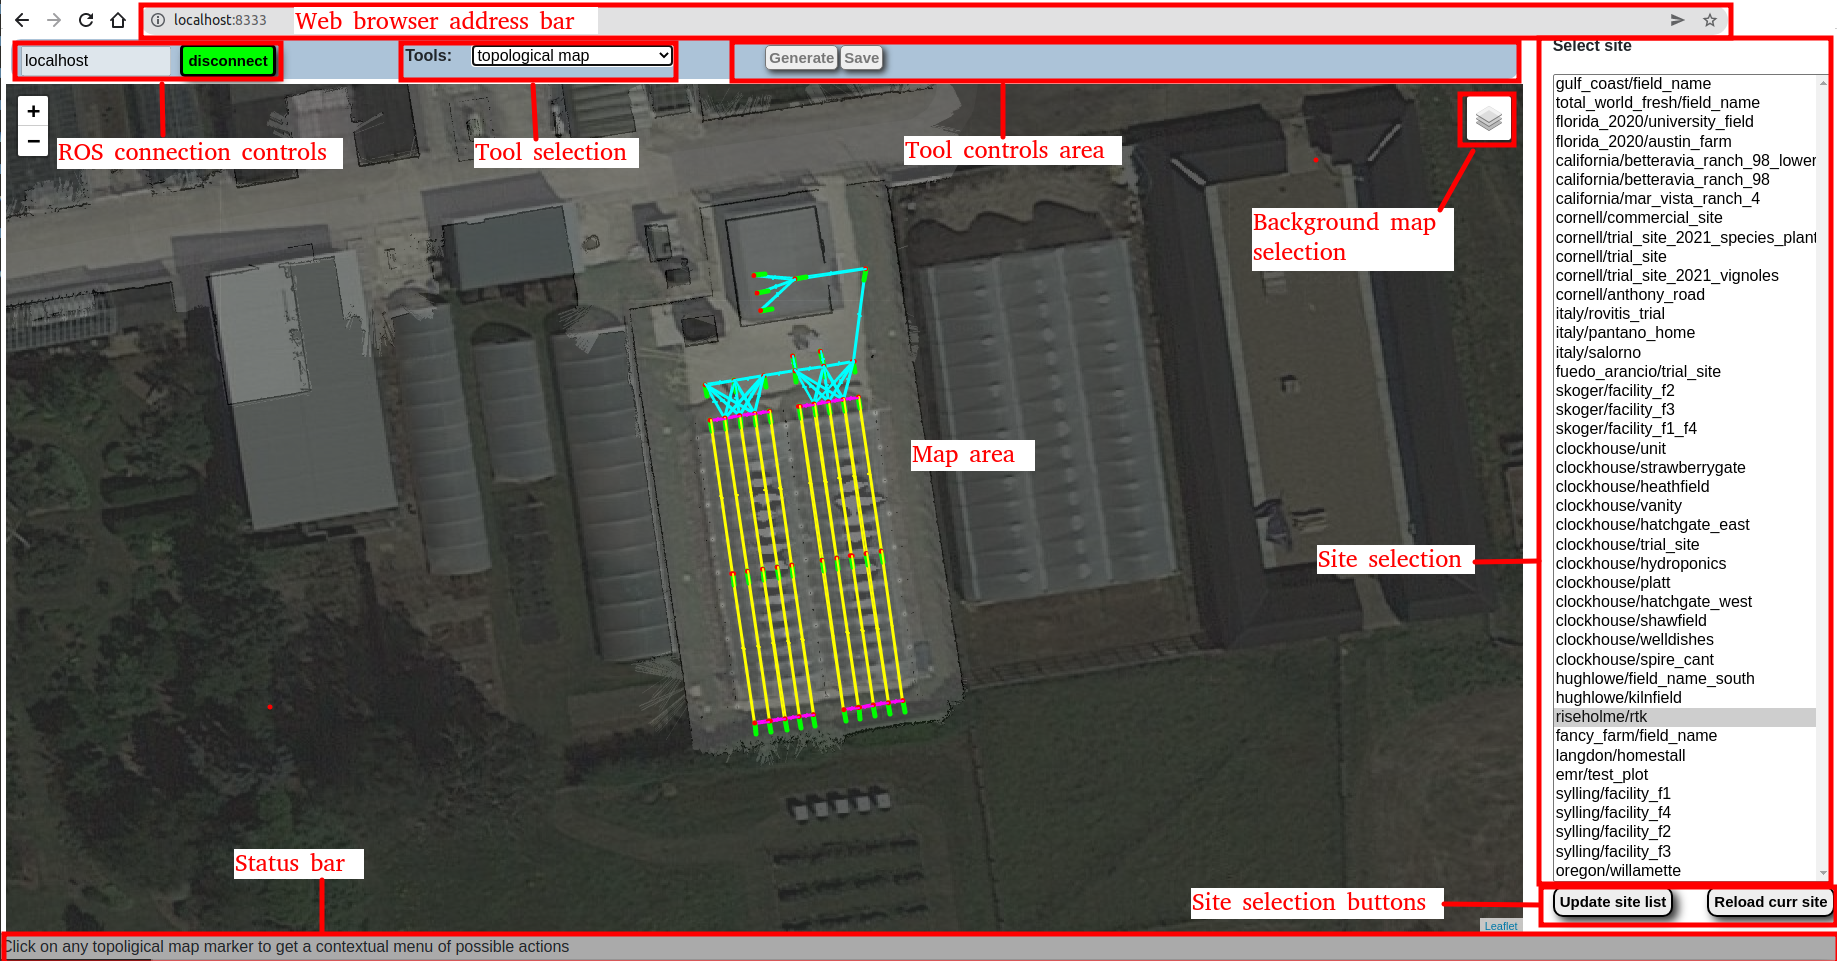 localhost:8333
Web browser address bar
localhost
disconnect
Tools:
topological map
Generate
Save
+
−
ROS connection controls
Tool selection
Tool controls area
Background map
selection
Map area
Site selection
Status bar
Site selection buttons
Select site
gulf_coast/field_name
total_world_fresh/field_name
florida_2020/university_field
florida_2020/austin_farm
california/betteravia_ranch_98_lower
california/betteravia_ranch_98
california/mar_vista_ranch_4
cornell/commercial_site
cornell/trial_site_2021_species_plant
cornell/trial_site
cornell/trial_site_2021_vignoles
cornell/anthony_road
italy/rovitis_trial
italy/pantano_home
italy/salorno
fuedo_arancio/trial_site
skoger/facility_f2
skoger/facility_f3
skoger/facility_f1_f4
clockhouse/unit
clockhouse/strawberrygate
clockhouse/heathfield
clockhouse/vanity
clockhouse/hatchgate_east
clockhouse/trial_site
clockhouse/hydroponics
clockhouse/platt
clockhouse/hatchgate_west
clockhouse/shawfield
clockhouse/welldishes
clockhouse/spire_cant
hughlowe/field_name_south
hughlowe/kilnfield
riseholme/rtk
fancy_farm/field_name
langdon/homestall
emr/test_plot
sylling/facility_f1
sylling/facility_f4
sylling/facility_f2
sylling/facility_f3
oregon/willamette
Update site list
Reload curr site
Leaflet
Click on any topoligical map marker to get a contextual menu of possible actions